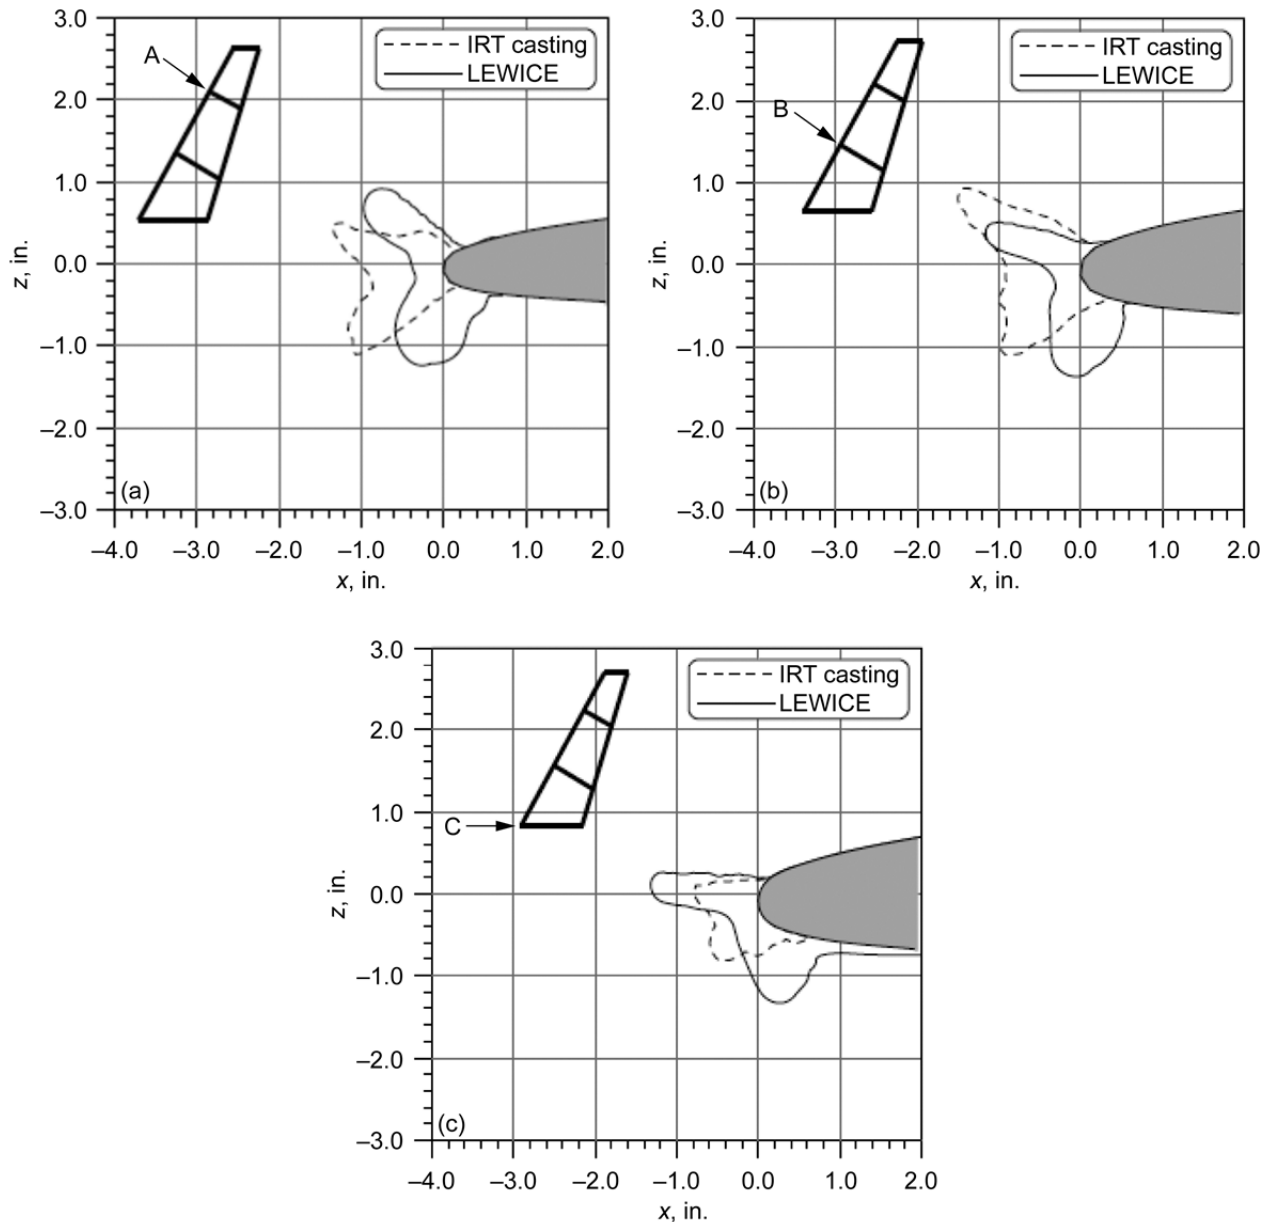 3.0
2.0
1.0
0.0
–1.0
–2.0
–3.0
z, in.
A
IRT casting
LEWICE
(a)
–4.0 –3.0 –2.0 –1.0 0.0 1.0 2.0
x, in.
3.0
2.0
1.0
0.0
–1.0
–2.0
–3.0
z, in.
B
IRT casting
LEWICE
(b)
–4.0 –3.0 –2.0 –1.0 0.0 1.0 2.0
x, in.
3.0
2.0
1.0
0.0
–1.0
–2.0
–3.0
z, in.
IRT casting
LEWICE
C
(c)
–4.0 –3.0 –2.0 –1.0 0.0 1.0 2.0
x, in.